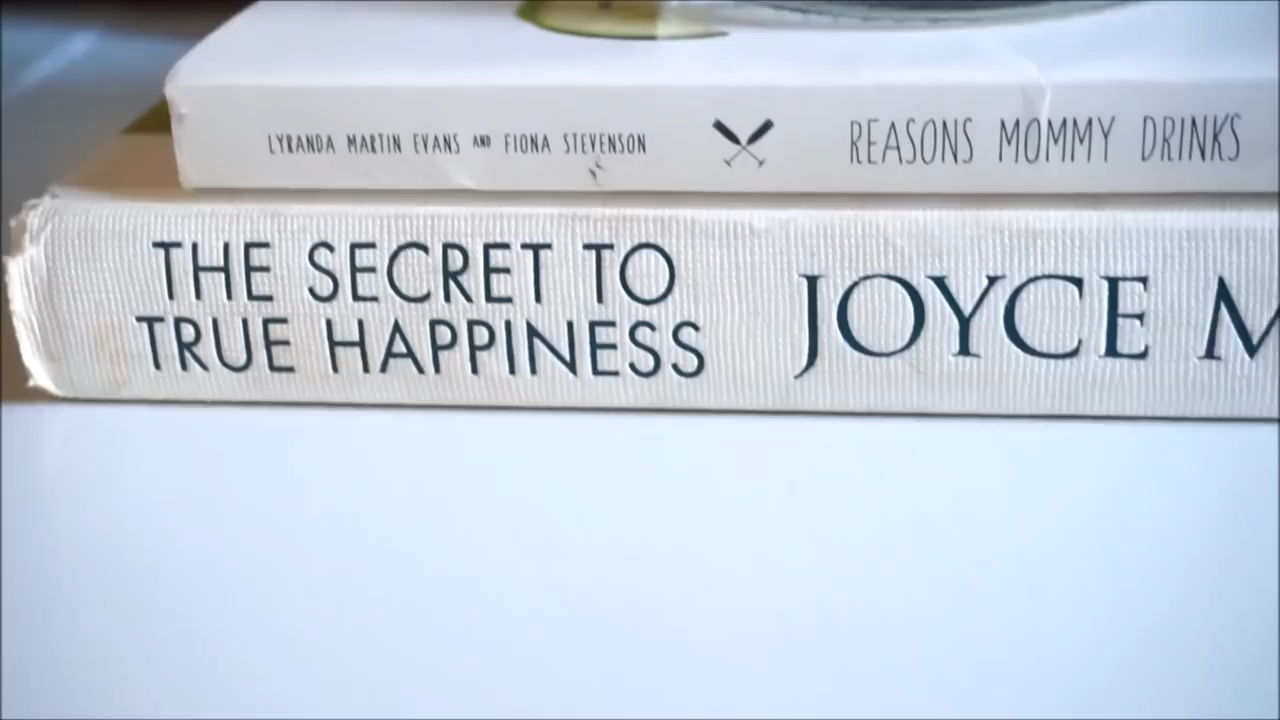 LYRANDA MARTIN EVANS AND FIONA STEVENSON REASONS MOMMY DRINKS
THE SECRET TO
TRUE HAPPINESS
JOYCE M